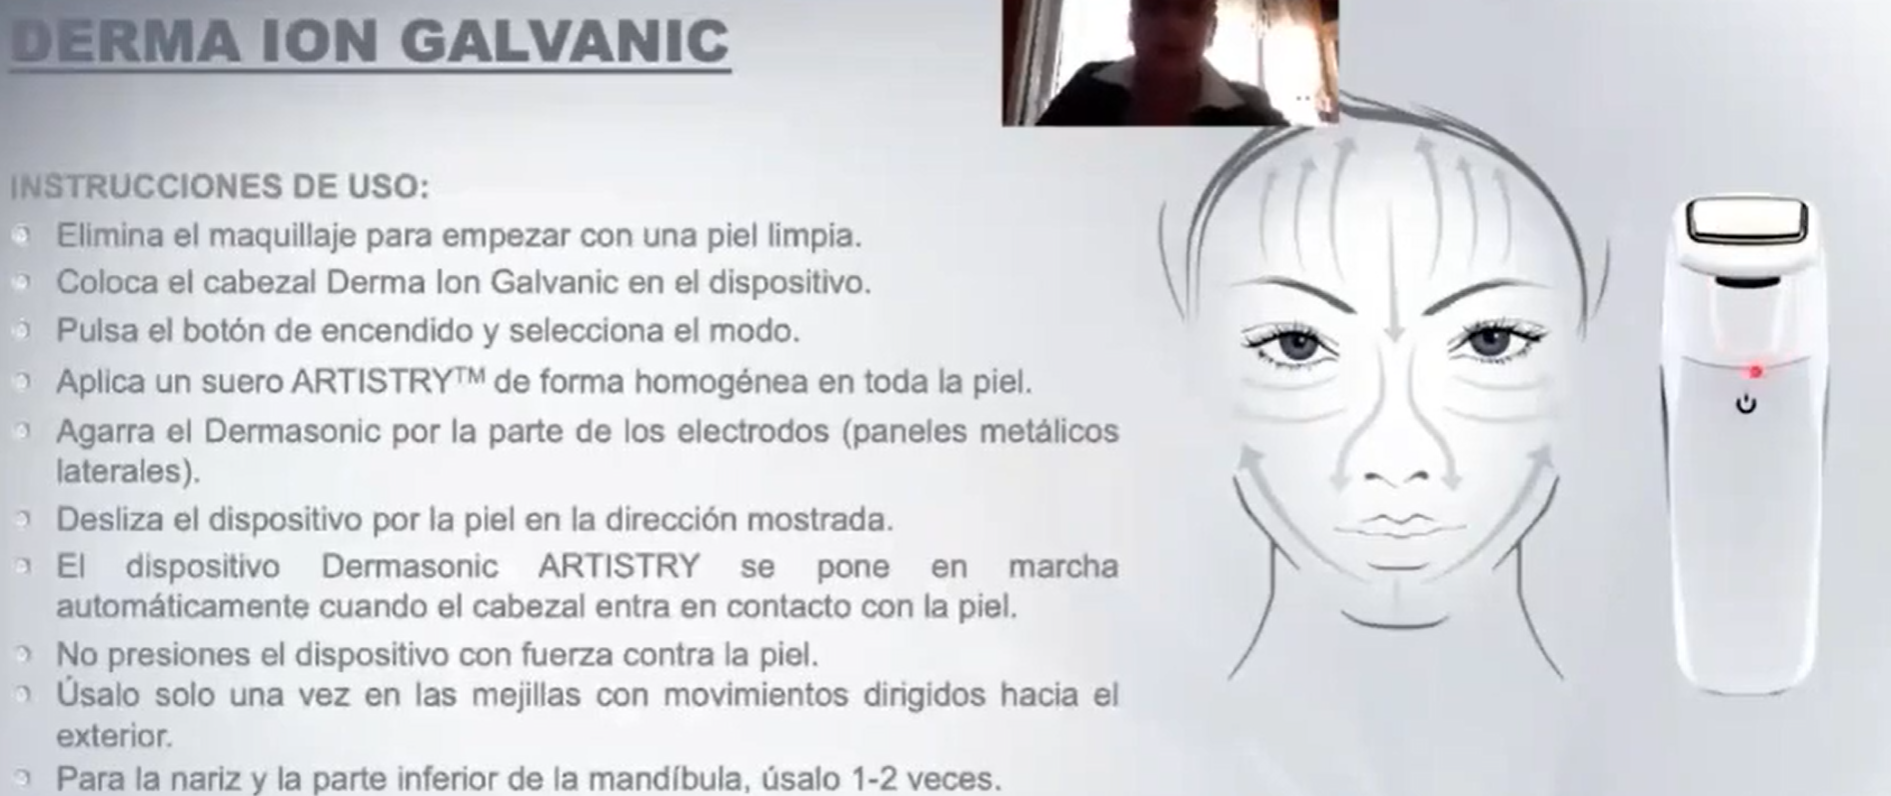 DERMA ION GALVANIC
INSTRUCCIONES DE USO:
Elimina el maquillaje para empezar con una piel limpia.
Coloca el cabezal Derma Ion Galvanic en el dispositivo.
Pulsa el botón de encendido y selecciona el modo.
Aplica un suero ARTISTRY™ de forma homogénea en toda la piel.
Agarra el Dermasonic por la parte de los electrodos (paneles metálicos
laterales).
Desliza el dispositivo por la piel en la dirección mostrada.
El dispositivo Dermasonic ARTISTRY se pone en marcha
automáticamente cuando el cabezal entra en contacto con la piel.
No presiones el dispositivo con fuerza contra la piel.
Úsalo solo una vez en las mejillas con movimientos dirigidos hacia el
exterior.
Para la nariz y la parte inferior de la mandíbula, úsalo 1-2 veces.